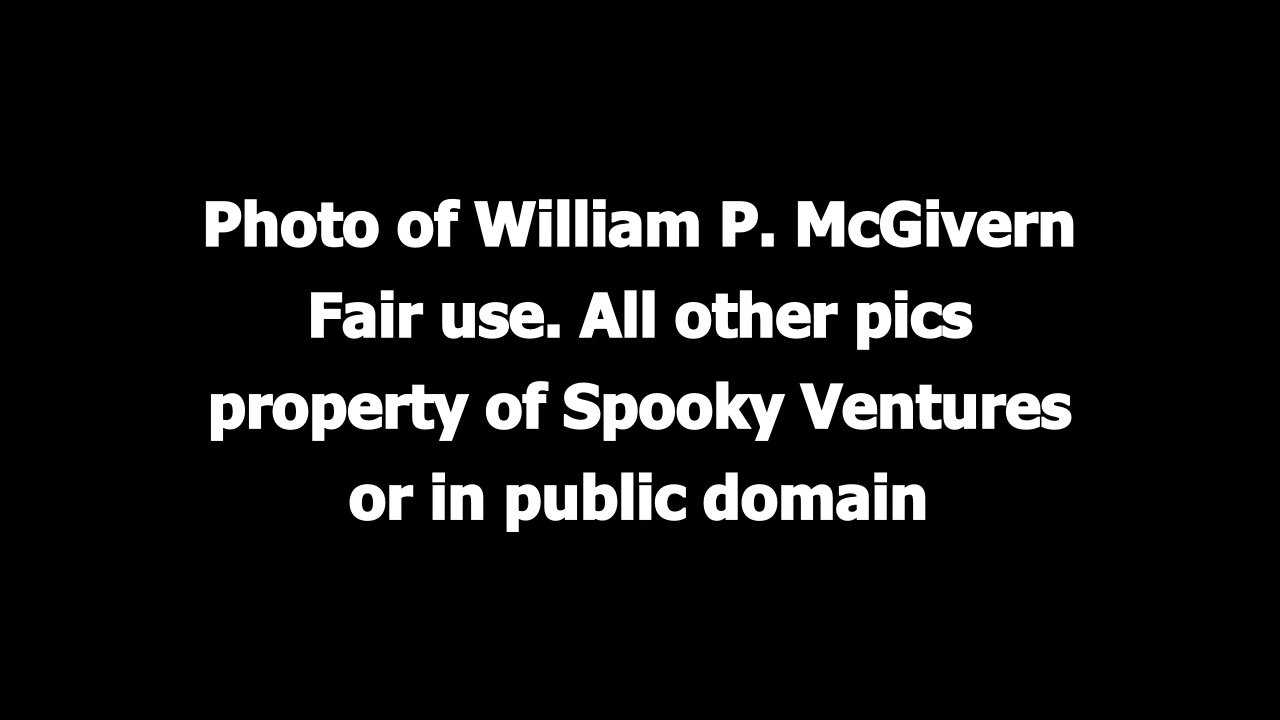 Photo of William P. McGivern
Fair use. All other pics
property of Spooky Ventures
or in public domain